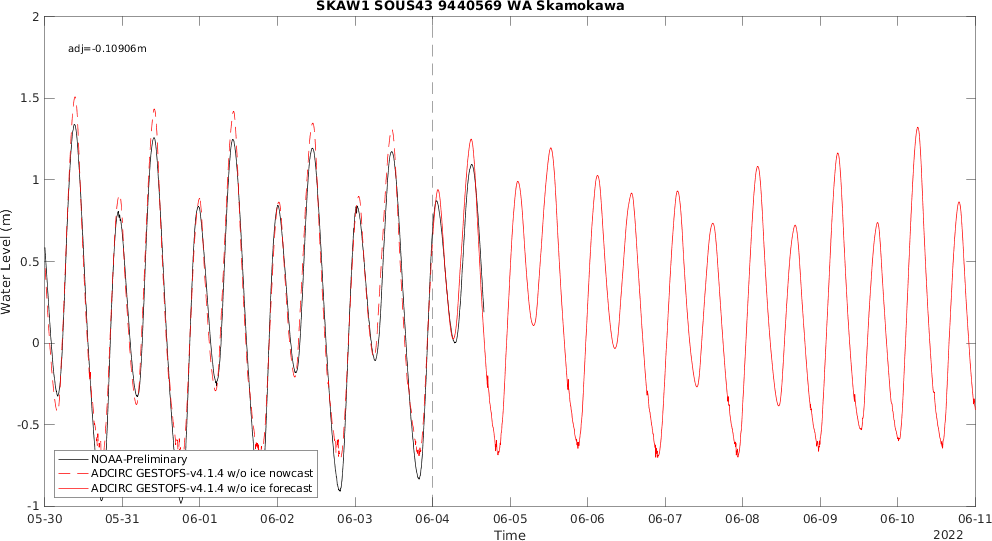 SKAW1 SOUS43 9440569 WA Skamokawa
adj=-0.10906m
2
1.5
1
0.5
0
-0.5
-1
Water Level (m)
NOAA-Preliminary
ADCIRC GESTOFS-v4.1.4 w/o ice nowcast
ADCIRC GESTOFS-v4.1.4 w/o ice forecast
05-30 05-31 06-01 06-02 06-03 06-04 06-05 06-06 06-07 06-08 06-09 06-10 06-11
Time
2022